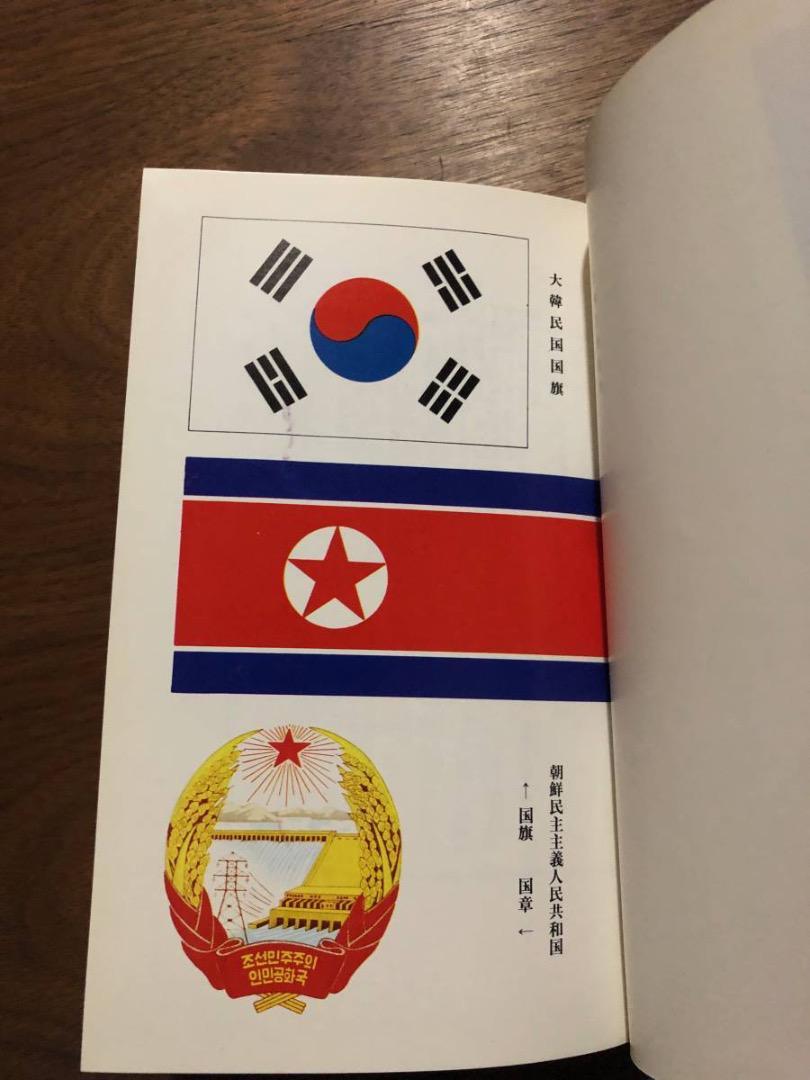 大韓民国国旗
朝鮮民主主義人民共和国
↑国旗　国章←
조선민주주의
인민공화국